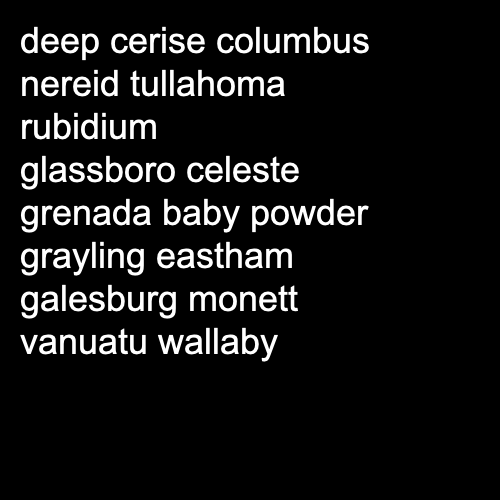 deep cerise columbus
nereid tullahoma
rubidium
glassboro celeste
grenada baby powder
grayling eastham
galesburg monett
vanuatu wallaby